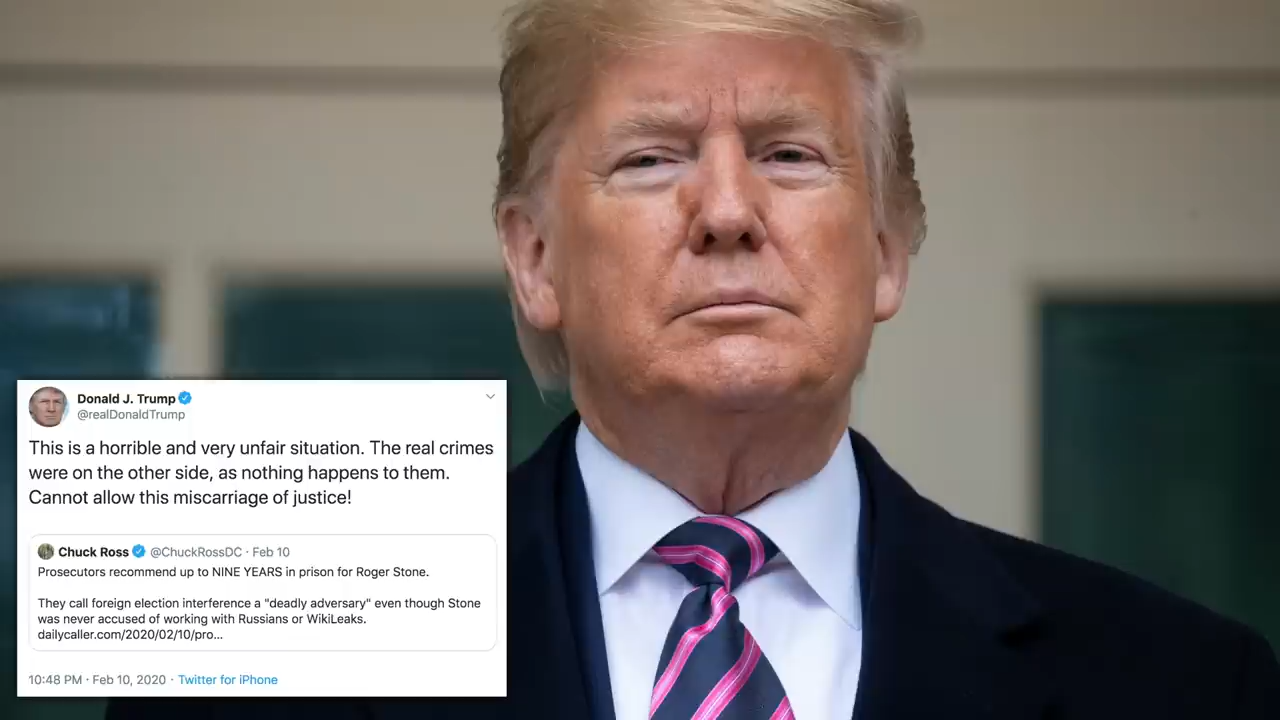 Donald J. Trump
@realDonaldTrump
This is a horrible and very unfair situation. The real crimes
were on the other side, as nothing happens to them.
Cannot allow this miscarriage of justice!
Chuck Ross @ChuckRossDC · Feb 10
Prosecutors recommend up to NINE YEARS in prison for Roger Stone.
They call foreign election interference a "deadly adversary" even though Stone
was never accused of working with Russians or WikiLeaks.
dailycaller.com/2020/02/10/pro...
10:48 PM · Feb 10, 2020 · Twitter for iPhone